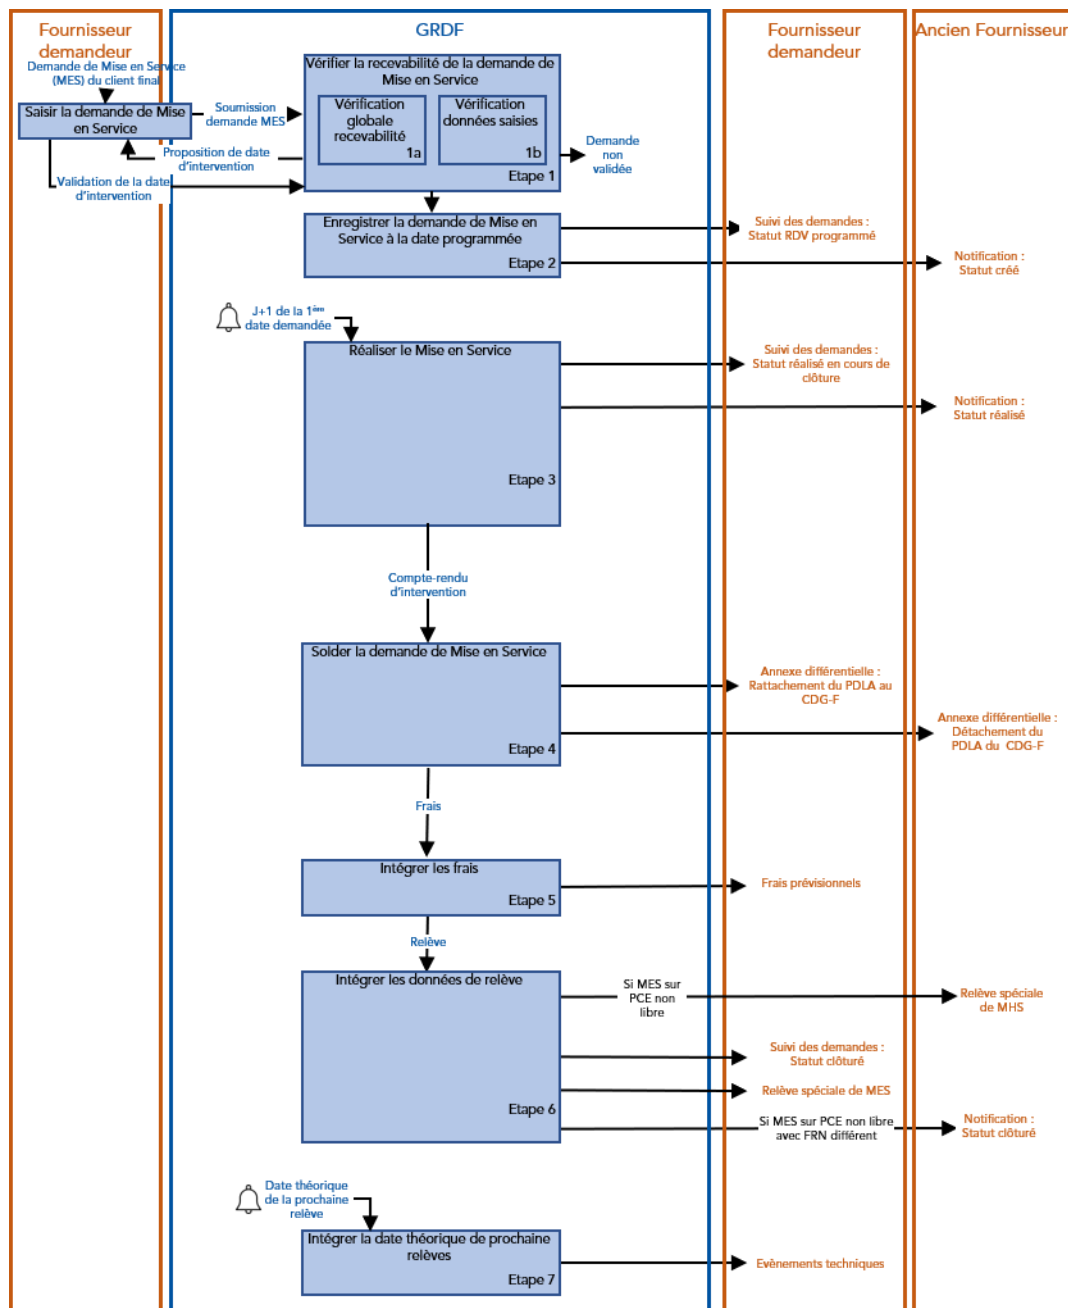 Fournisseur
demandeur
GRDF
Fournisseur
demandeur
Ancien Fournisseur
Demande de Mise en Service
(MES) du client final
Saisir la demande de Mise
en Service
Soumission
demande MES
Proposition de date
d'intervention
Validation de la date
d'intervention
Vérifier la recevabilité de la demande de
Mise en Service
Vérification
globale
recevabilité
1a
Vérification
données saisies
1b
Etape 1
Demande
non
validée
Enregistrer la demande de Mise en
Service à la date programmée
Etape 2
Suivi des demandes :
Statut RDV programmé
Notification :
Statut créé
J+1 de la 1ère
date demandée
Réaliser le Mise en Service
Etape 3
Suivi des demandes :
Statut réalisé en cours de
clôture
Notification :
Statut réalisé
Compte-rendu
d'intervention
Solder la demande de Mise en Service
Etape 4
Annexe différentielle :
Rattachement du PDLA au
CDG-F
Annexe différentielle :
Détachement du
PDLA du CDG-F
Frais
Intégrer les frais
Etape 5
Frais prévisionnels
Relève
Intégrer les données de relève
Etape 6
Si MES sur
PCE non
libre
Relève spéciale
de MHS
Suivi des demandes :
Statut clôturé
Relève spéciale de MES
Si MES sur PCE non libre
avec FRN différent
Notification :
Statut clôturé
Date théorique
de la prochaine
relève
Intégrer la date théorique de prochaine
relèves
Etape 7
Evènements techniques